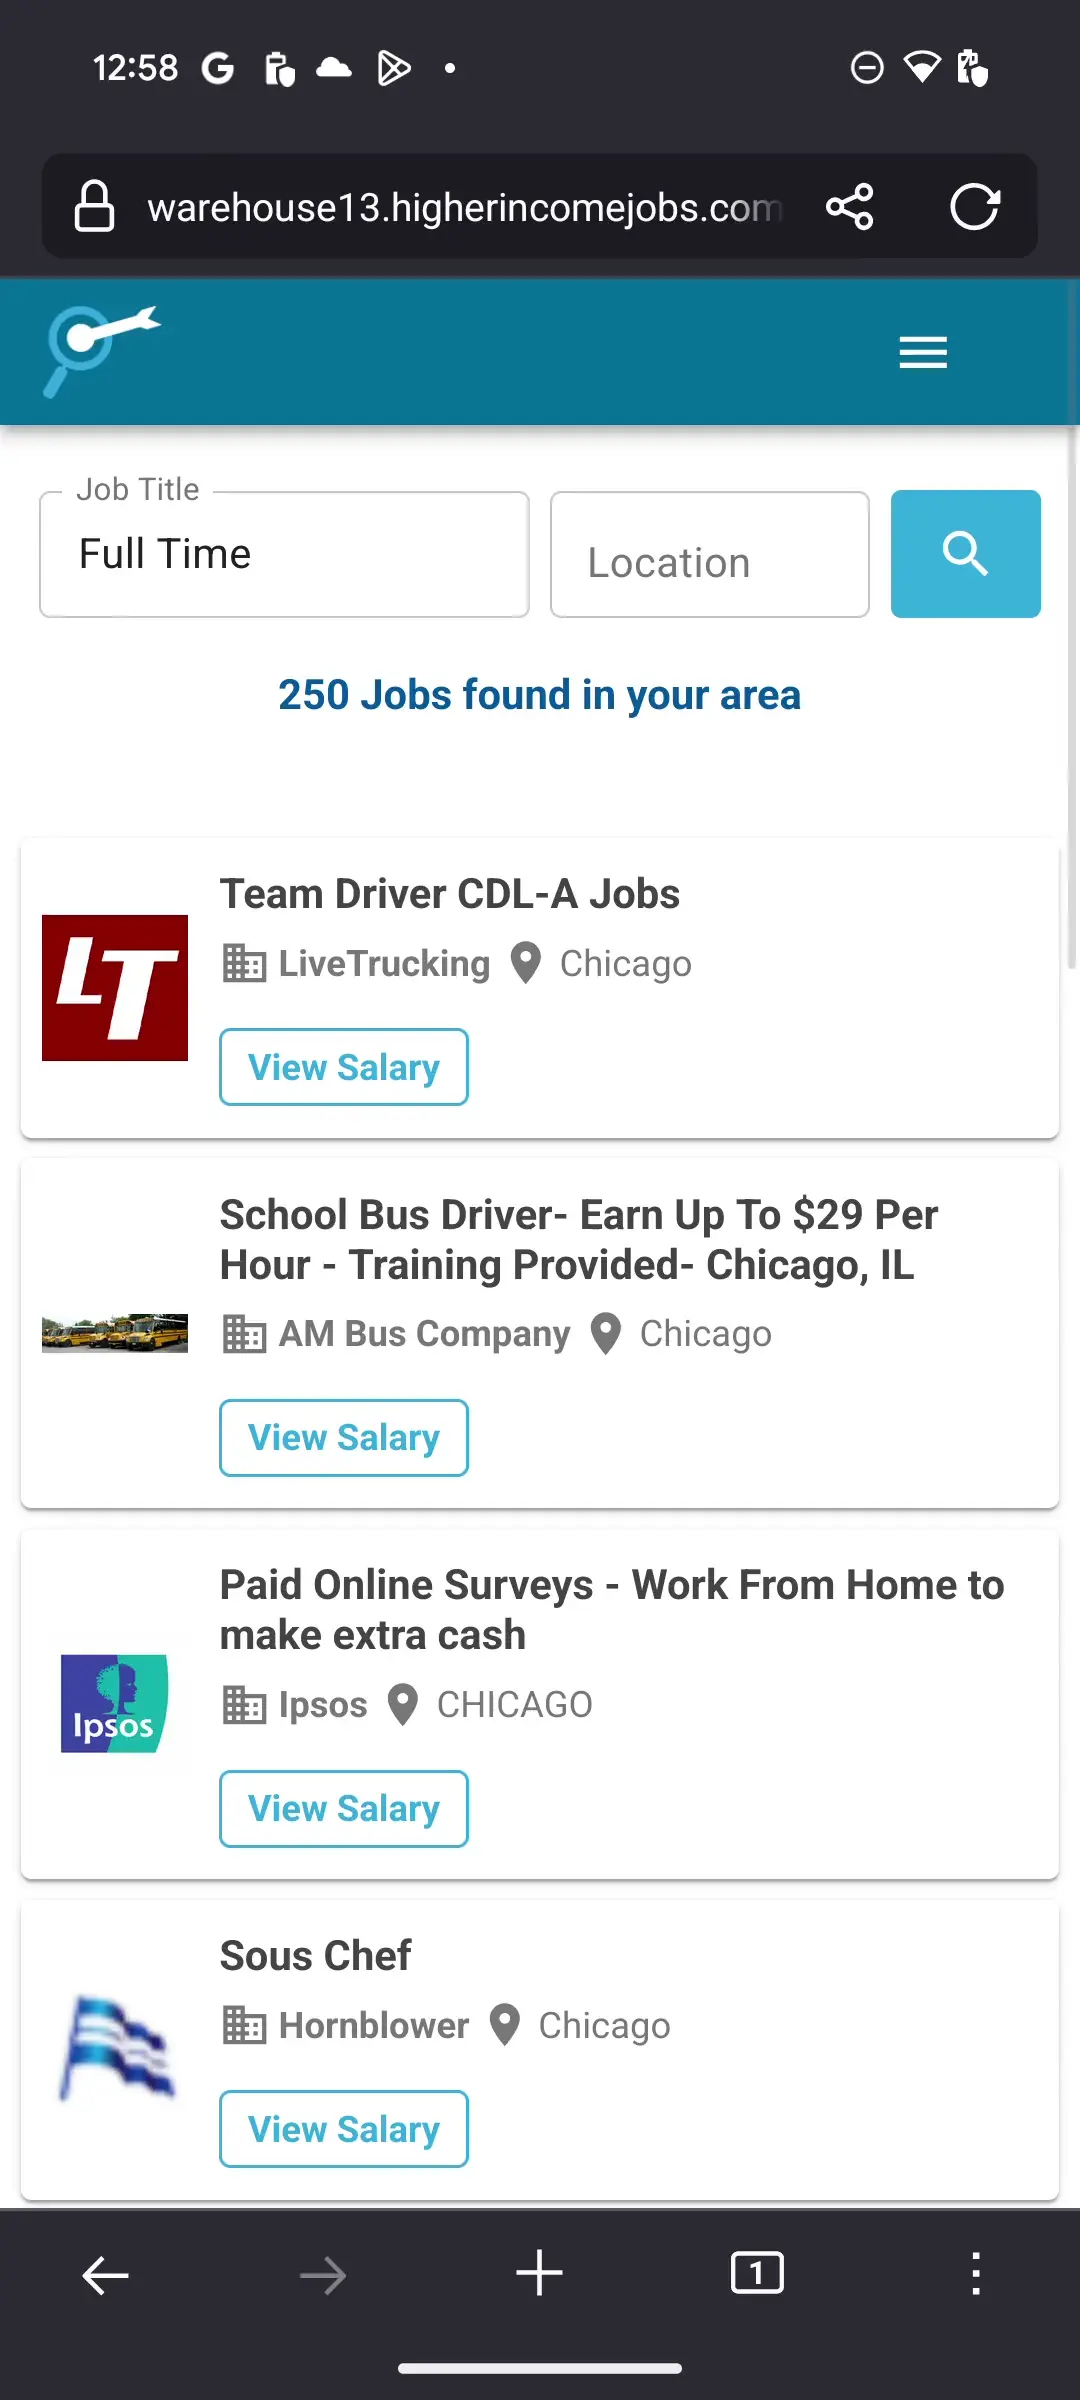 12:58
warehouse13.higherincomejobs.com
Job Title
Full Time
Location
250 Jobs found in your area
LT
Team Driver CDL-A Jobs
LiveTrucking Chicago
View Salary
School Bus Driver- Earn Up To $29 Per
Hour - Training Provided- Chicago, IL
AM Bus Company Chicago
View Salary
Paid Online Surveys - Work From Home to
make extra cash
Ipsos
Ipsos CHICAGO
View Salary
Sous Chef
Hornblower Chicago
View Salary
1